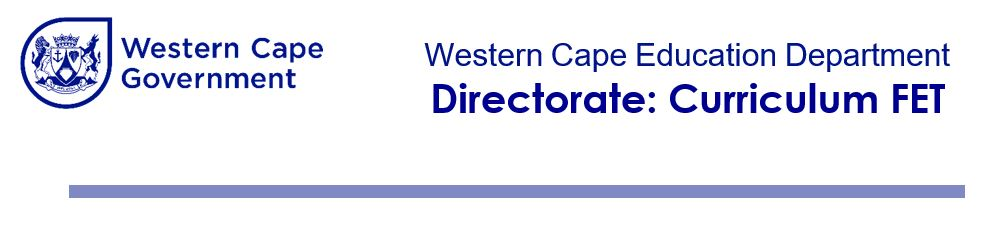 Western Cape
Government
Western Cape Education Department
Directorate: Curriculum FET